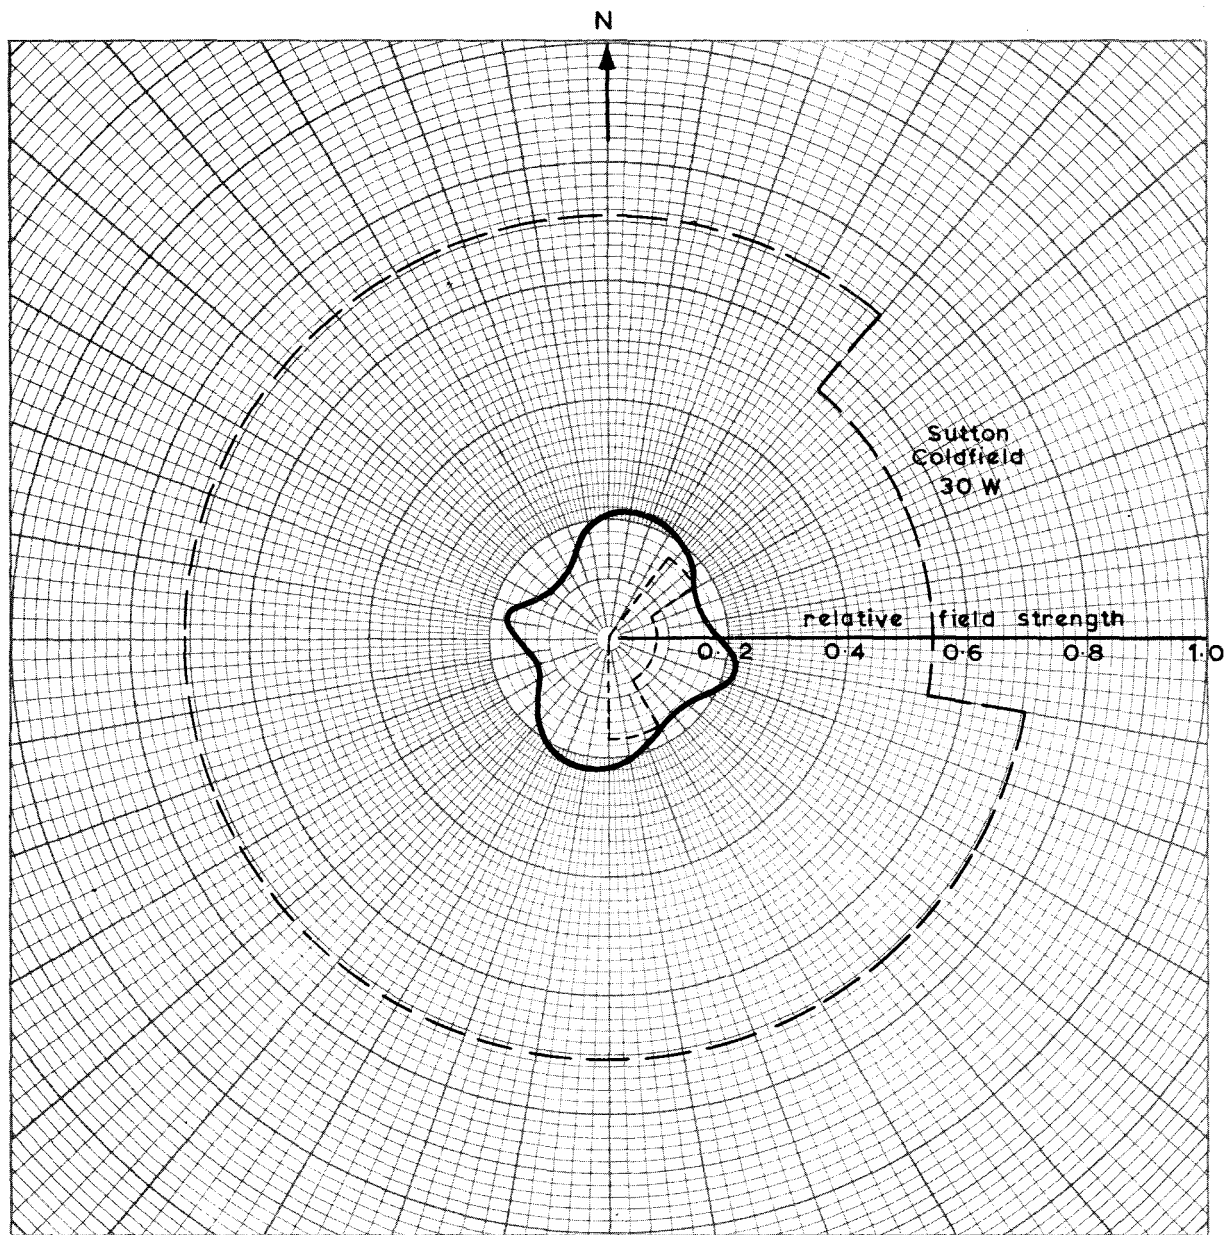 N
Sutton
Coldfield
30 W
relative field strength
0·2 0·4 0·6 0·8 1·0